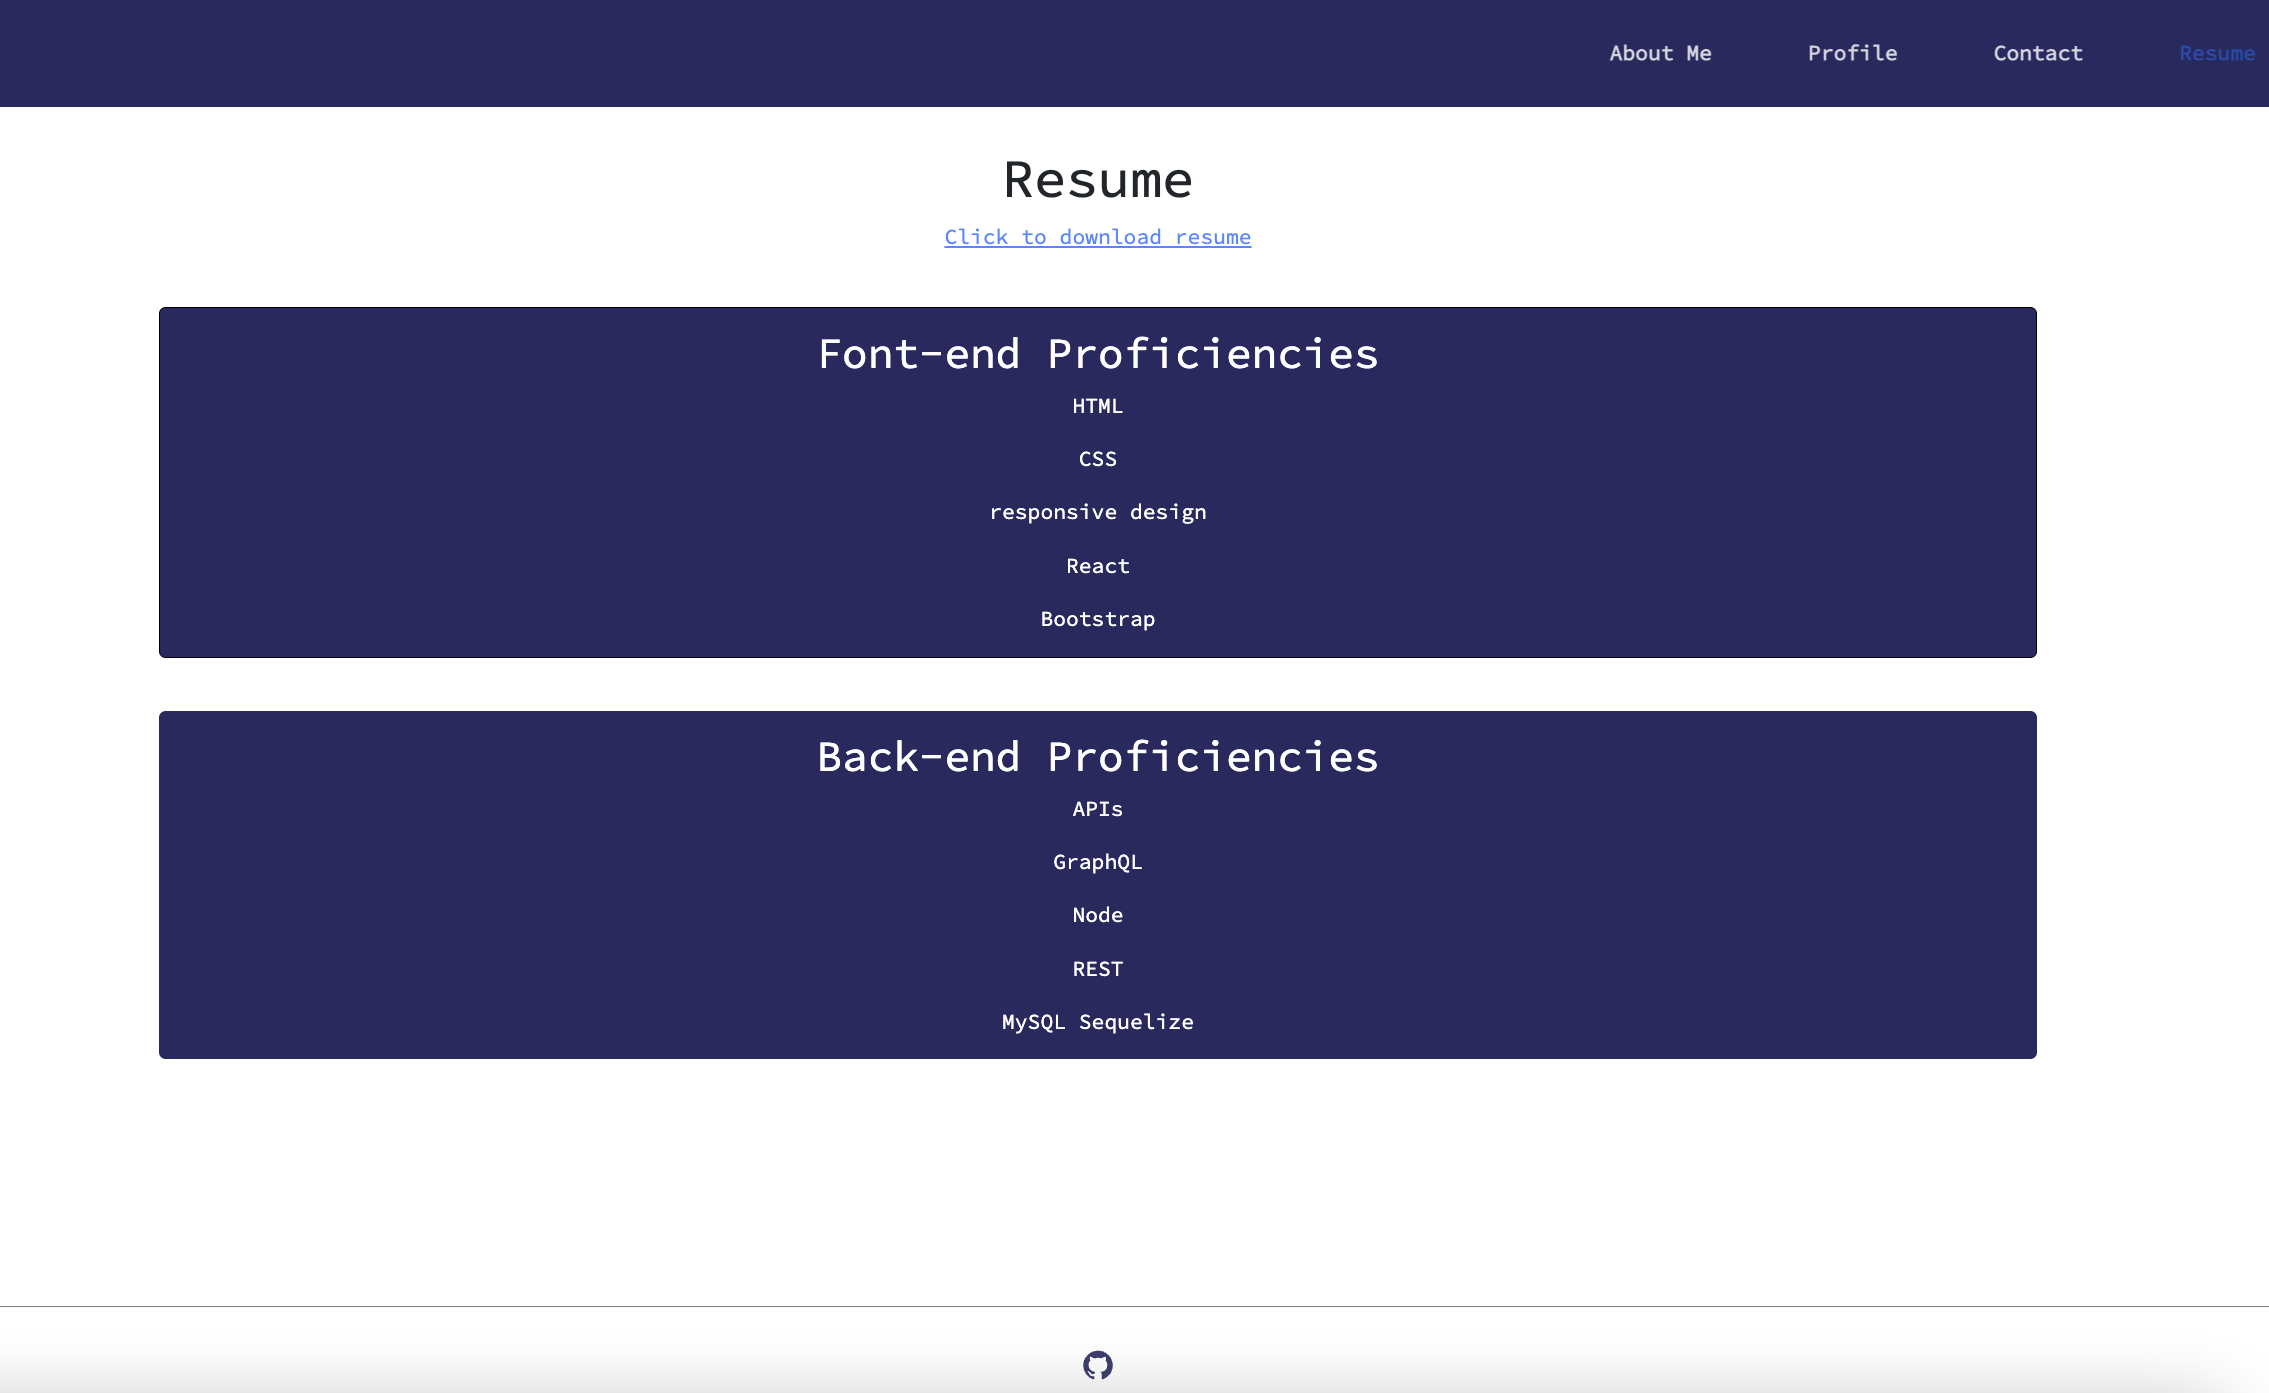 About Me Profile Contact Resume
Resume
Click to download resume
Font-end Proficiencies
HTML
CSS
responsive design
React
Bootstrap
Back-end Proficiencies
APIs
GraphQL
Node
REST
MySQL Sequelize